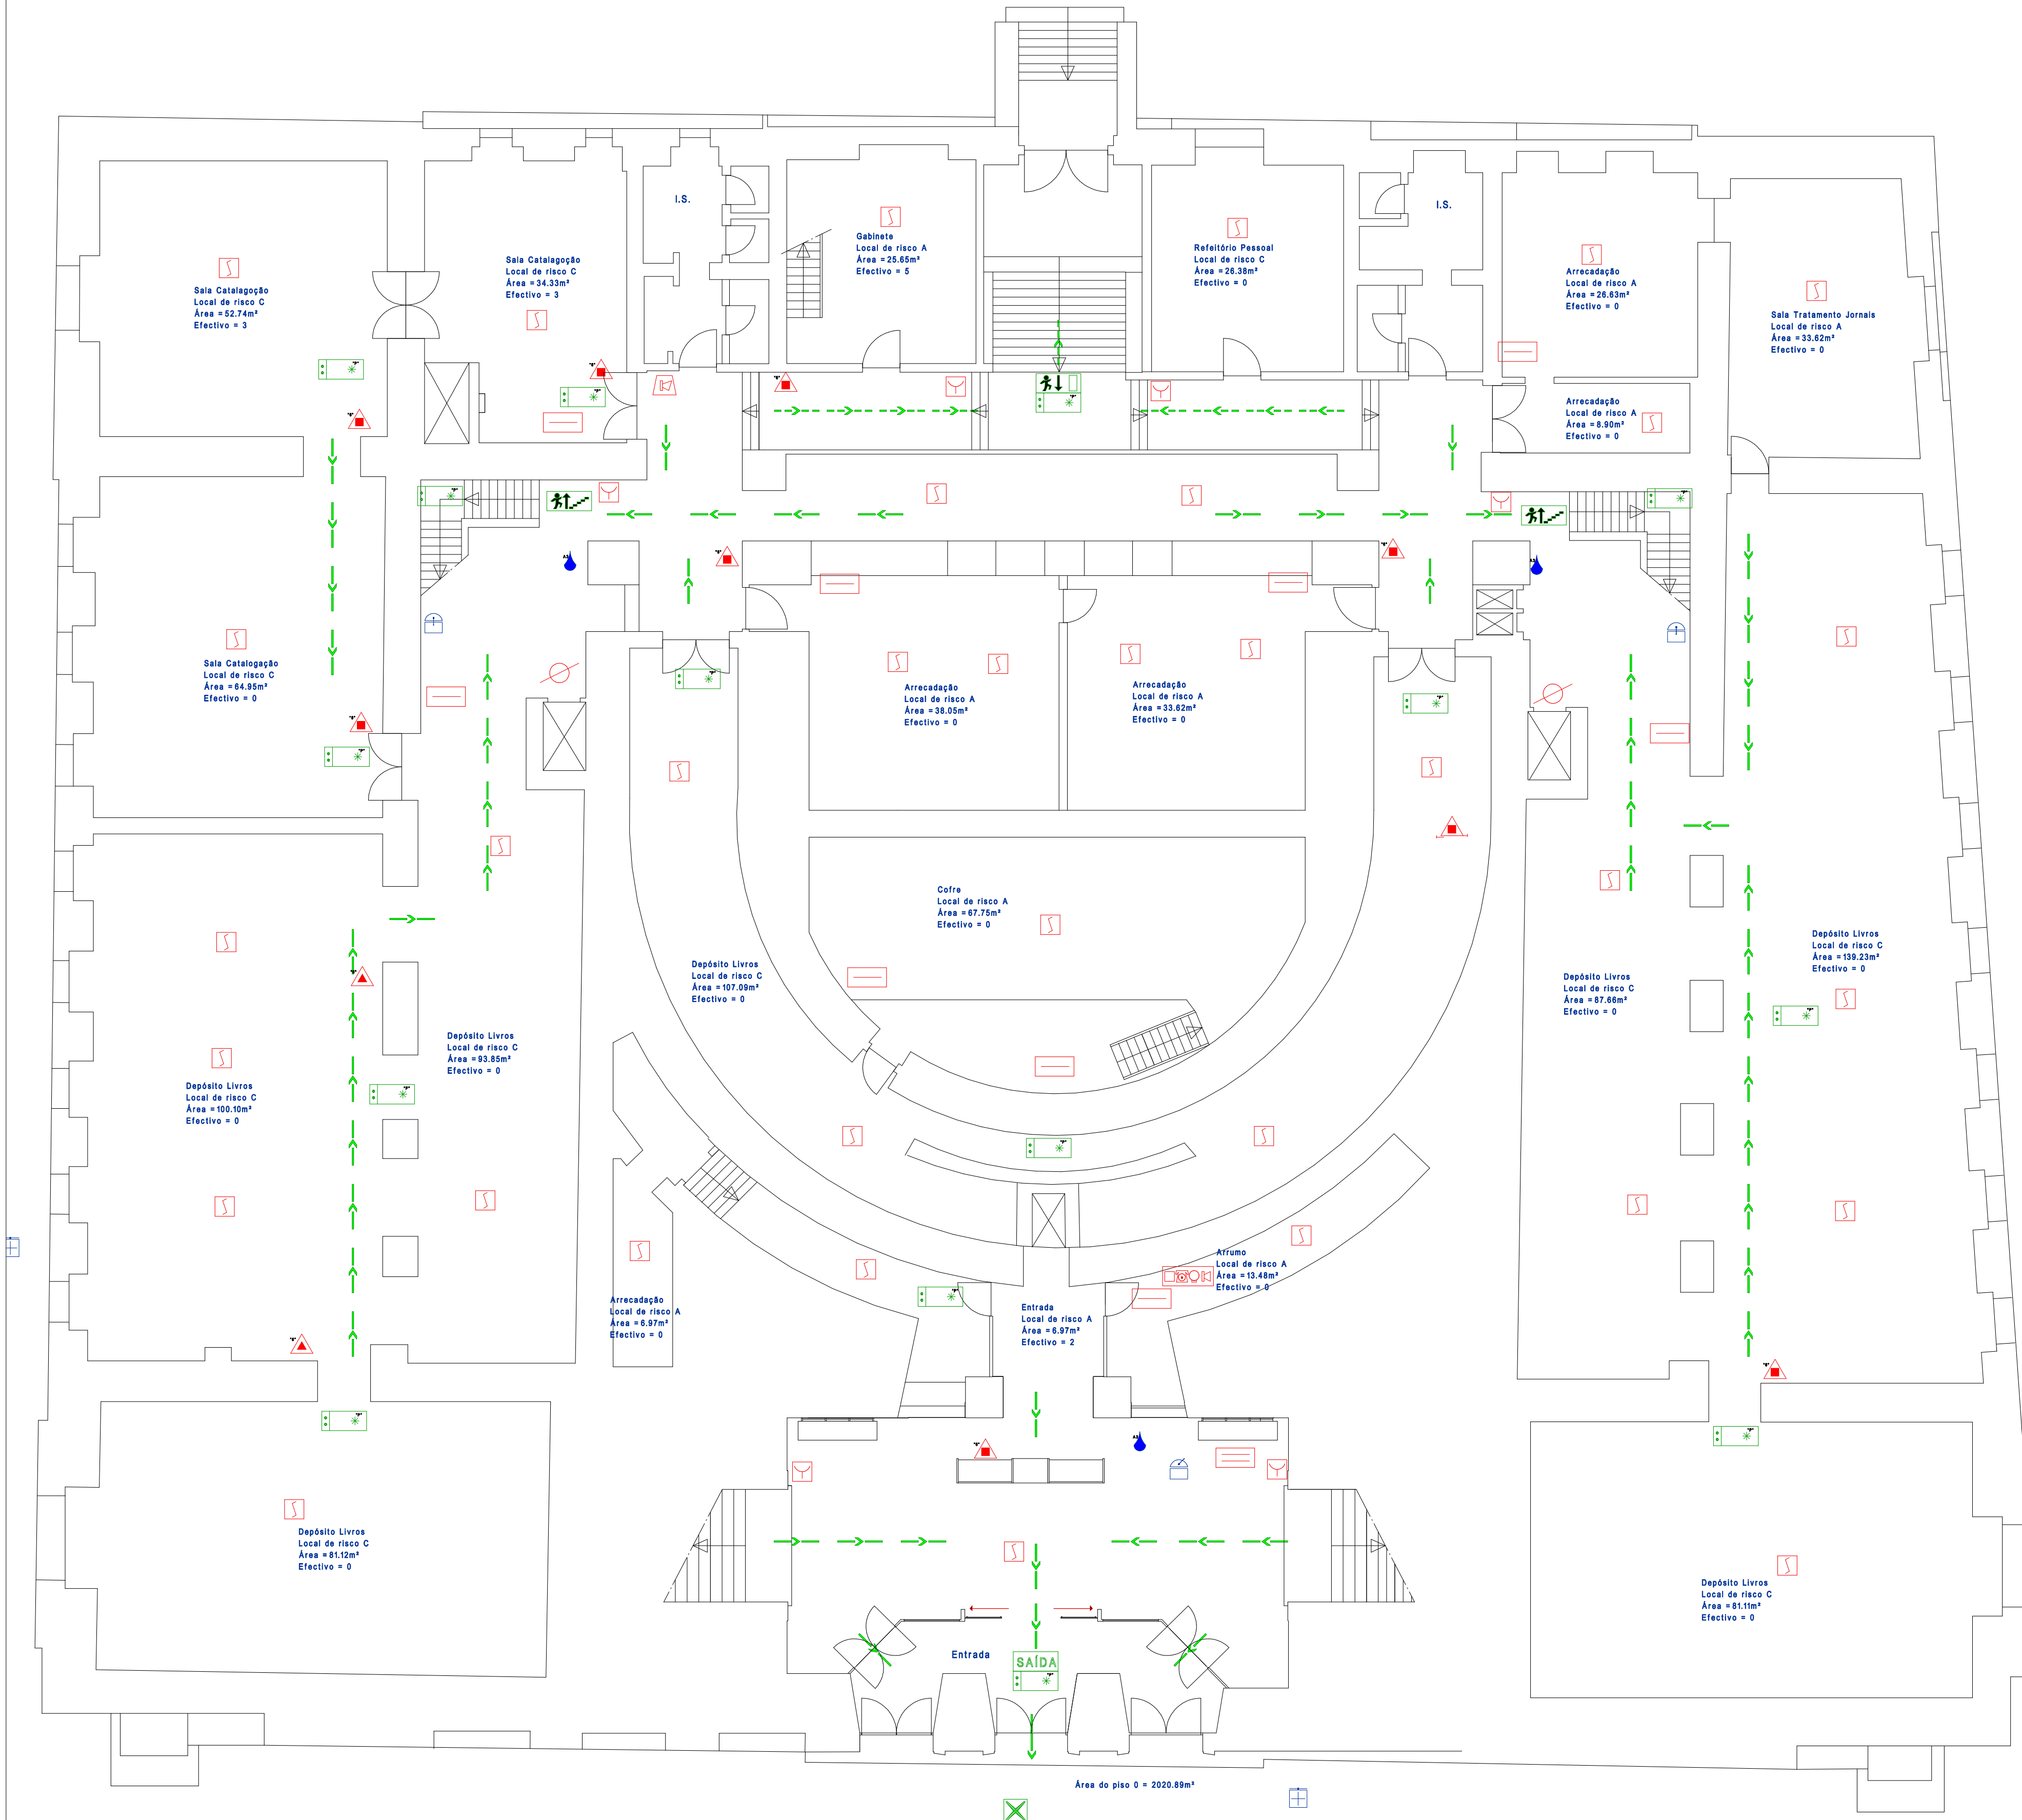 I.S.
I.S.
Gabinete
Local de risco A
Área = 25.65m²
Efectivo = 5
Refeitório Pessoal
Local de risco C
Área = 26.38m²
Efectivo = 0
Sala Catalagoção
Local de risco C
Área = 34.33m²
Efectivo = 3
Arrecadação
Local de risco A
Área = 26.63m²
Efectivo = 0
Sala Catalagoção
Local de risco C
Área = 52.74m²
Efectivo = 3
Sala Tratamento Jornais
Local de risco A
Área = 33.62m²
Efectivo = 0
Arrecadação
Local de risco A
Área = 8.90m²
Efectivo = 0
Sala Catalogação
Local de risco C
Área = 64.95m²
Efectivo = 0
Arrecadação
Local de risco A
Área = 38.05m²
Efectivo = 0
Arrecadação
Local de risco A
Área = 33.62m²
Efectivo = 0
Cofre
Local de risco A
Área = 67.75m²
Efectivo = 0
Depósito Livros
Local de risco C
Área = 107.09m²
Efectivo = 0
Depósito Livros
Local de risco C
Área = 87.66m²
Efectivo = 0
Depósito Livros
Local de risco C
Área = 139.23m²
Efectivo = 0
Depósito Livros
Local de risco C
Área = 93.85m²
Efectivo = 0
Depósito Livros
Local de risco C
Área = 100.10m²
Efectivo = 0
Arrumo
Local de risco A
Área = 13.48m²
Efectivo = 0
Arrecadação
Local de risco A
Área = 6.97m²
Efectivo = 0
Entrada
Local de risco A
Área = 6.97m²
Efectivo = 2
Depósito Livros
Local de risco C
Área = 81.12m²
Efectivo = 0
Depósito Livros
Local de risco C
Área = 81.11m²
Efectivo = 0
Entrada
SAÍDA
Área do piso 0 = 2020.89m²